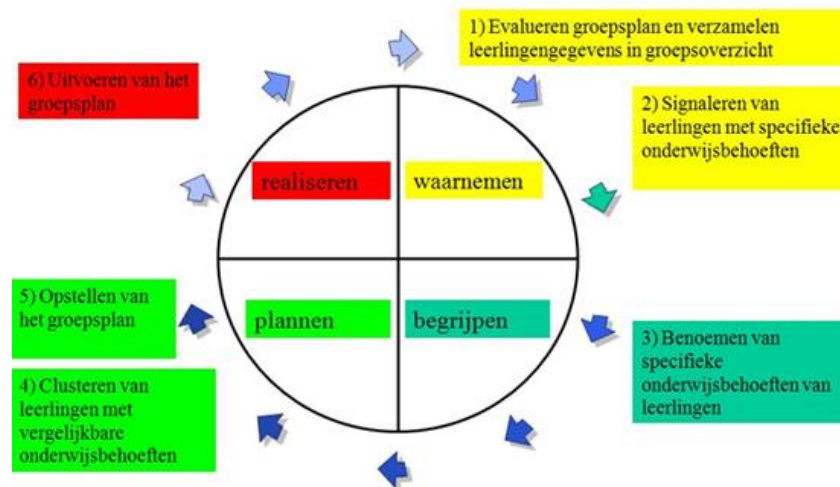 1) Evalueren groepsplan en verzamelen
leerlingengegevens in groepsoverzicht
6) Uitvoeren van het
groepsplan
2) Signaleren van
leerlingen met specifieke
onderwijsbehoeften
realiseren
waarnemen
5) Opstellen van
het groepsplan
plannen
begrijpen
3) Benoemen van
specifieke
onderwijsbehoeften van
leerlingen
4) Clusteren van
leerlingen met
vergelijkbare
onderwijsbehoeften